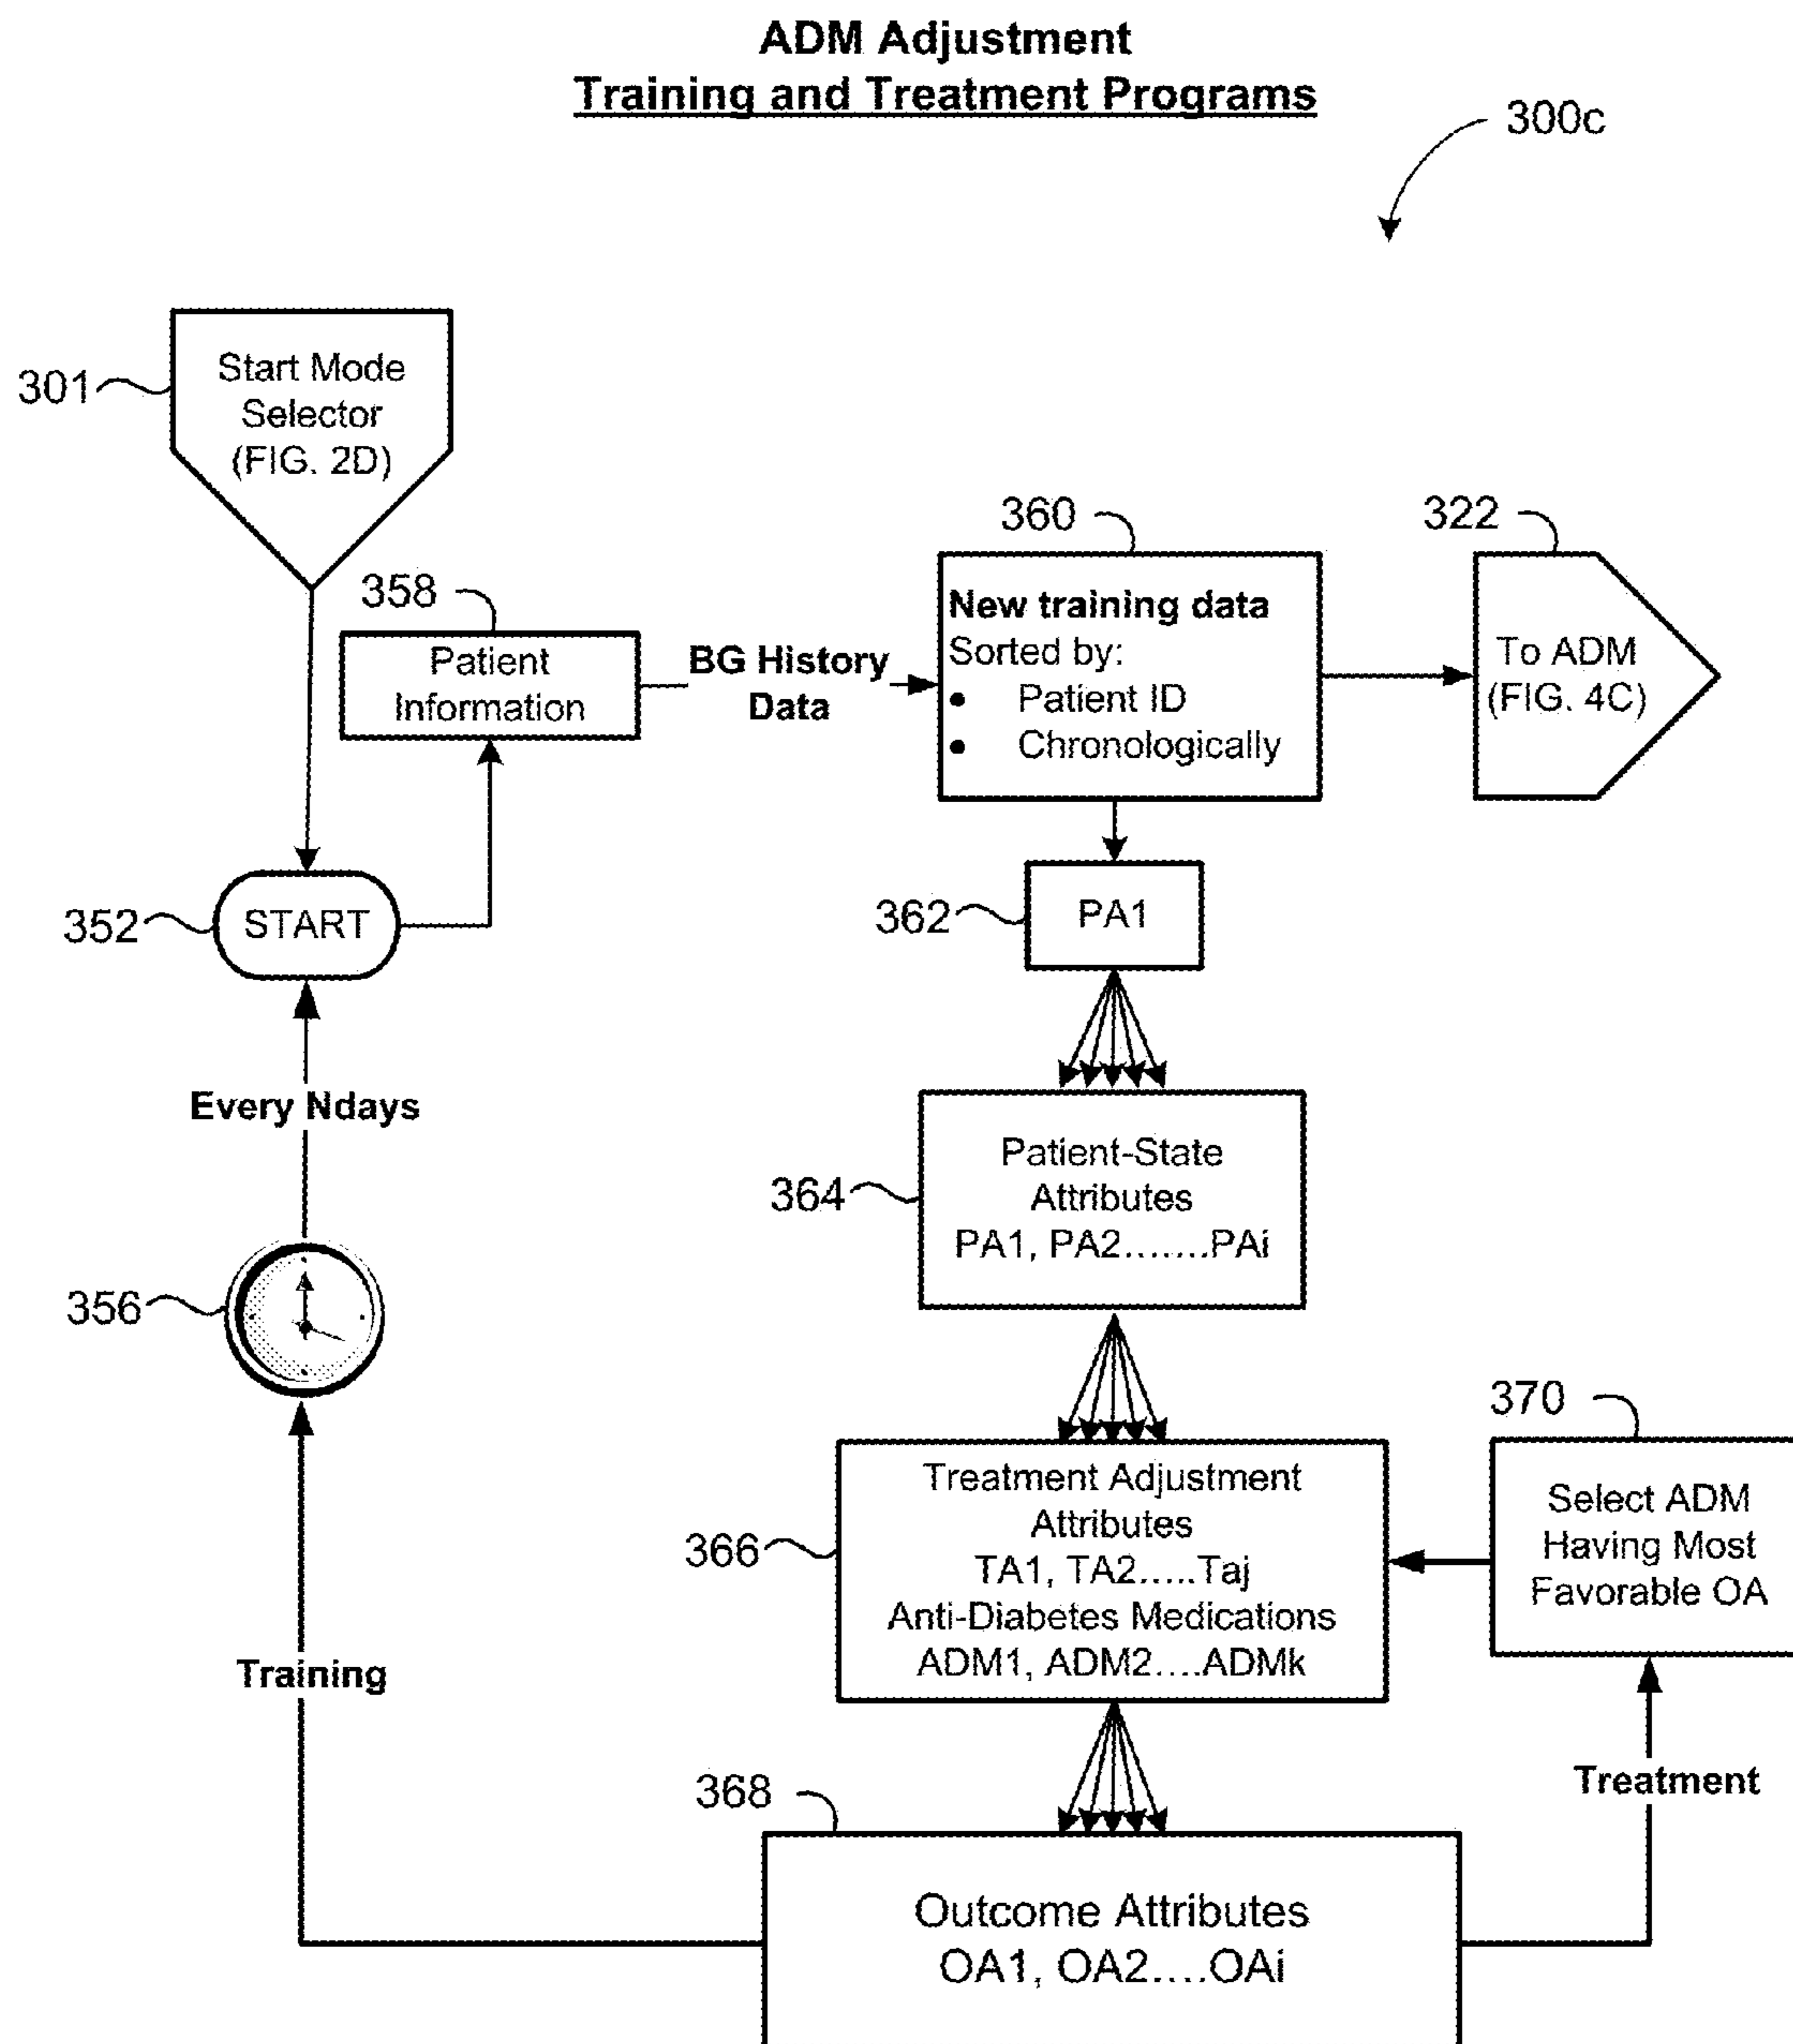 ADM Adjustment
Training and Treatment Programs
300c
301
Start Mode
Selector
(FIG. 2D)
358
Patient
Information
BG History
Data
360
New training data
Sorted by:
• Patient ID
• Chronologically
322
To ADM
(FIG. 4C)
352
START
362
PA1
Every Ndays
364
Patient-State
Attributes
PA1, PA2.......PAi
356
366
Treatment Adjustment
Attributes
TA1, TA2.....Taj
Anti-Diabetes Medications
ADM1, ADM2....ADMk
370
Select ADM
Having Most
Favorable OA
Training
Treatment
368
Outcome Attributes
OA1, OA2....OAi